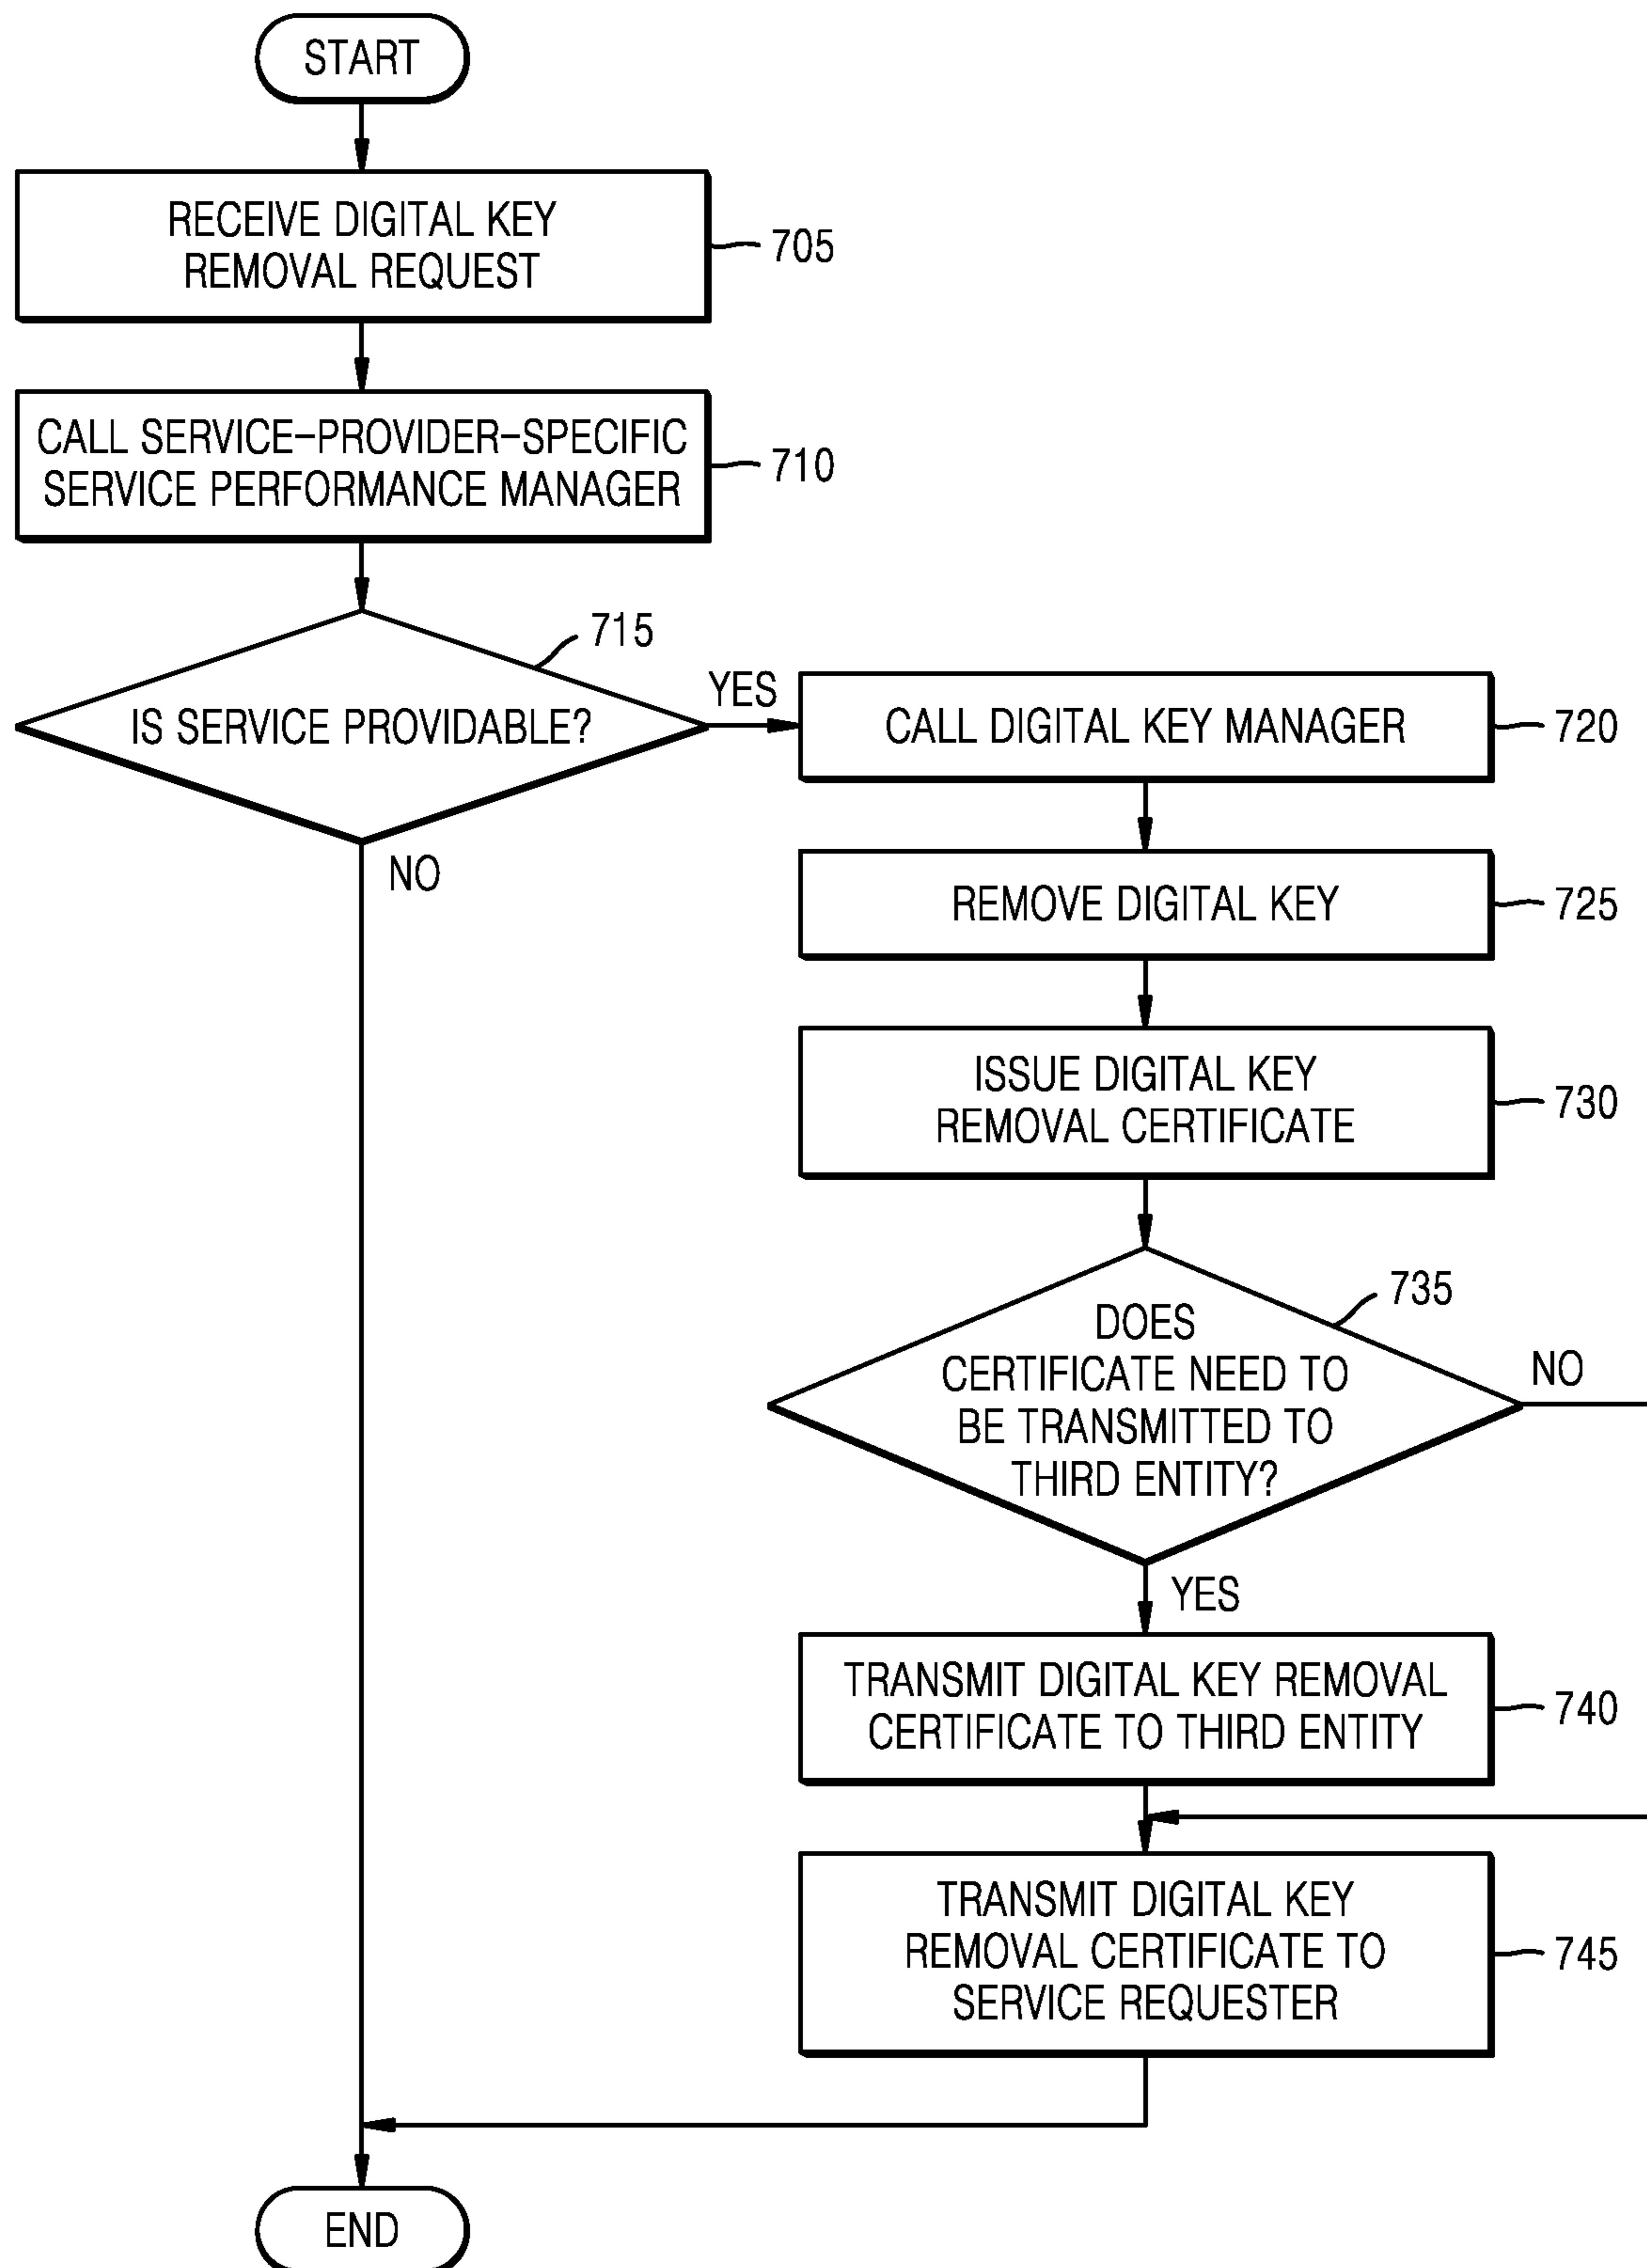 START
RECEIVE DIGITAL KEY
REMOVAL REQUEST
705
CALL SERVICE-PROVIDER-SPECIFIC
SERVICE PERFORMANCE MANAGER
710
715
IS SERVICE PROVIDABLE?
YES
NO
CALL DIGITAL KEY MANAGER
720
REMOVE DIGITAL KEY
725
ISSUE DIGITAL KEY
REMOVAL CERTIFICATE
730
735
DOES
CERTIFICATE NEED TO
BE TRANSMITTED TO
THIRD ENTITY?
NO
YES
TRANSMIT DIGITAL KEY REMOVAL
CERTIFICATE TO THIRD ENTITY
740
TRANSMIT DIGITAL KEY
REMOVAL CERTIFICATE TO
SERVICE REQUESTER
745
END